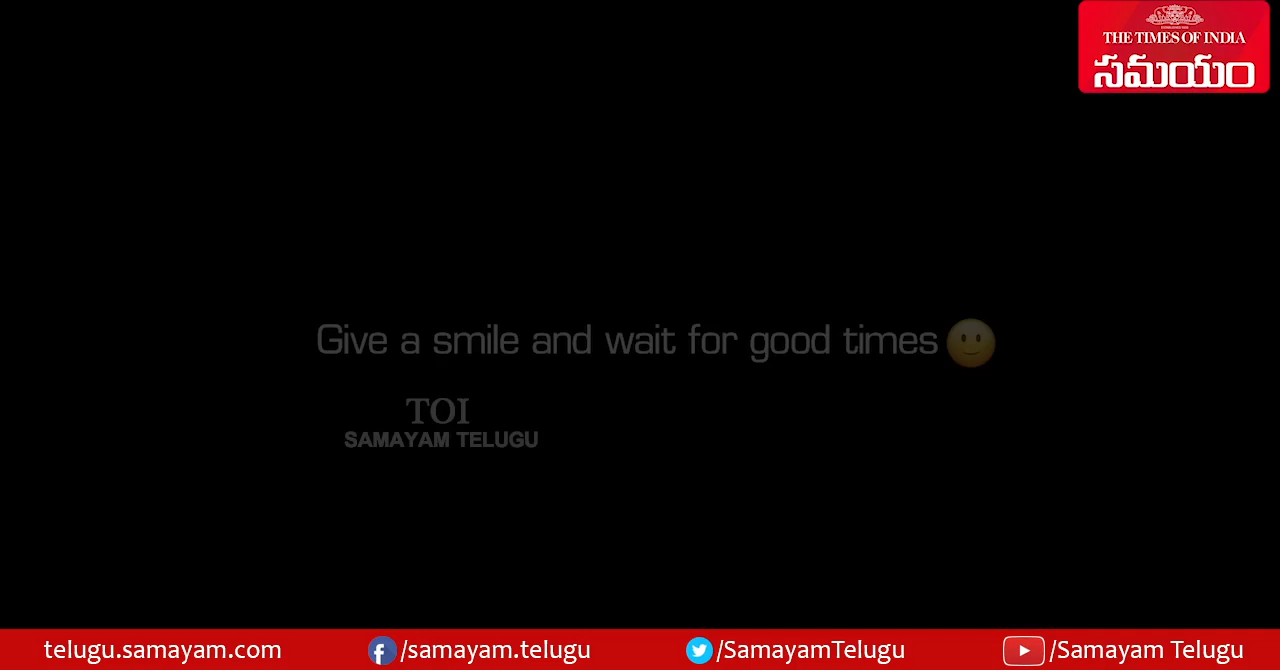 THE TIMES OF INDIA
సమయం
Give a smile and wait for good times
TOI
SAMAYAM TELUGU
telugu.samayam.com
/samayam.telugu
/SamayamTelugu
/Samayam Telugu